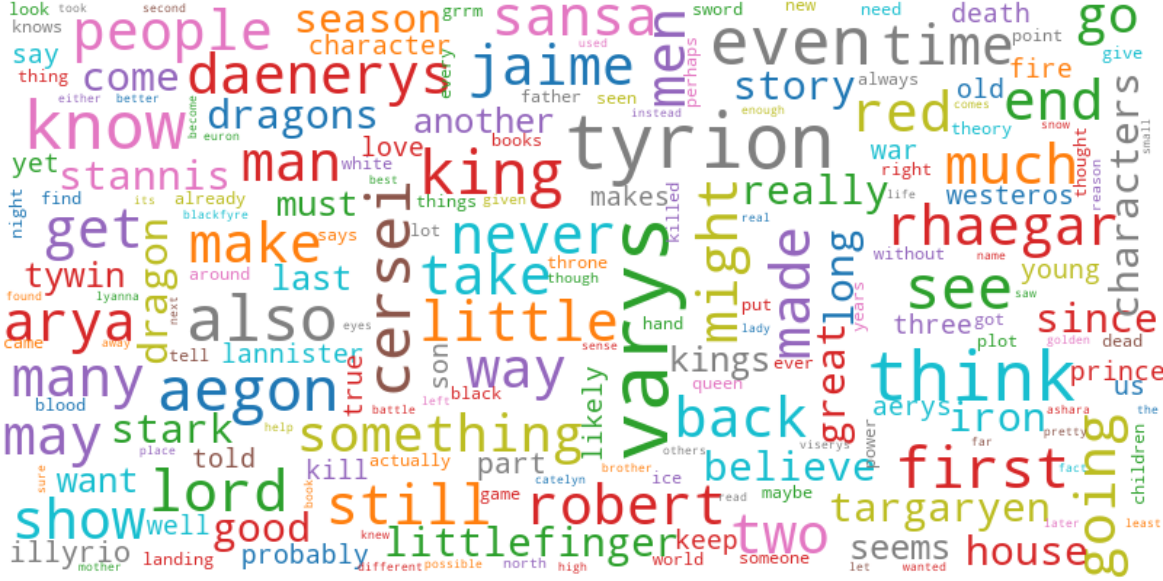 look took second
knows people season grrm sansa men sword new need death go
say character used even time point give
thing come daenerys every jaime perhaps story always fire
either better father seen old end characters
know become dragons another instead tyrion enough red comes theory snow small
euron love books war thought
yet stannis man white king right much reason
night find its already best makes killed really life westeros
blackfyre must things given real rhaegar
get dragon make says cersei lot never varys might made long without name
tywin around last take throne though see young
found lyanna next saw
arya also eyes little hand put lady years three got since
came away tell lannister son sense great plot golden dead
many aegon true way kings ever think prince
blood black left queen us
battle likely back aerys iron ashara the
may stark help something others viserys far pretty going
place told kill actually part brother believe power first fact children
want sure catelyn ice
lord book still game robert read maybe targaryen
show well good knew two later least
illyrio landing probably littlefinger keep someone seems house
mother different possible north high world let wanted